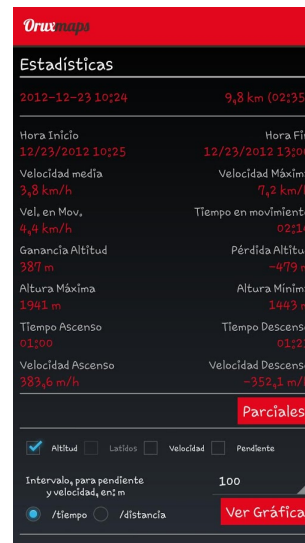 Oruxmaps
Estadísticas
2012-12-23 10:24 9,8 km (02:35
Hora Inicio Hora Fi
12/23/2012 10:25 12/23/2012 13:0
Velocidad media Velocidad Máxim
3,8 km/h 7,2 km/
Vel. en Mov. Tiempo en movimient
4,4 km/h 02:1
Ganancia Altitud Pérdida Altitu
387 m -479
Altura Máxima Altura Mínim
1941 m 1443
Tiempo Ascenso Tiempo Descens
01:00 01:2
Velocidad Ascenso Velocidad Descens
383,6 m/h -352,1 m/
Parciales
Altitud Latidos Velocidad Pendiente
Intervalo, para pendiente
y velocidad, en: m 100
/tiempo /distancia Ver Gráfica